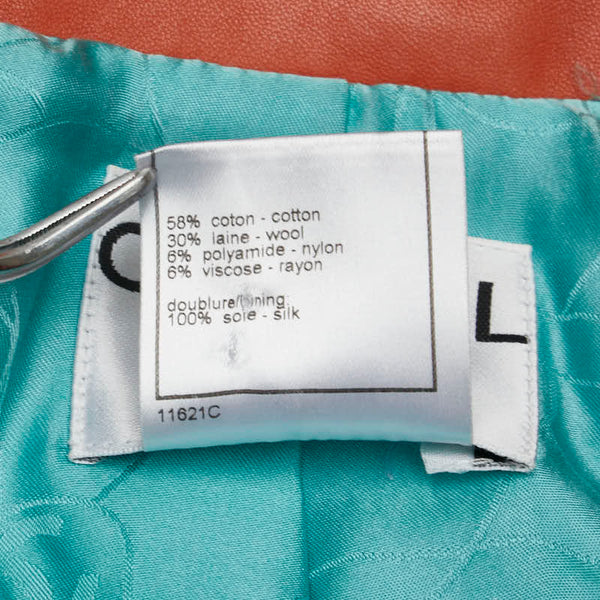 58% coton - cotton
30% laine - wool
6% polyamide - nylon
6% viscose - rayon
doublure/lining:
100% soie - silk
11621C
C
L